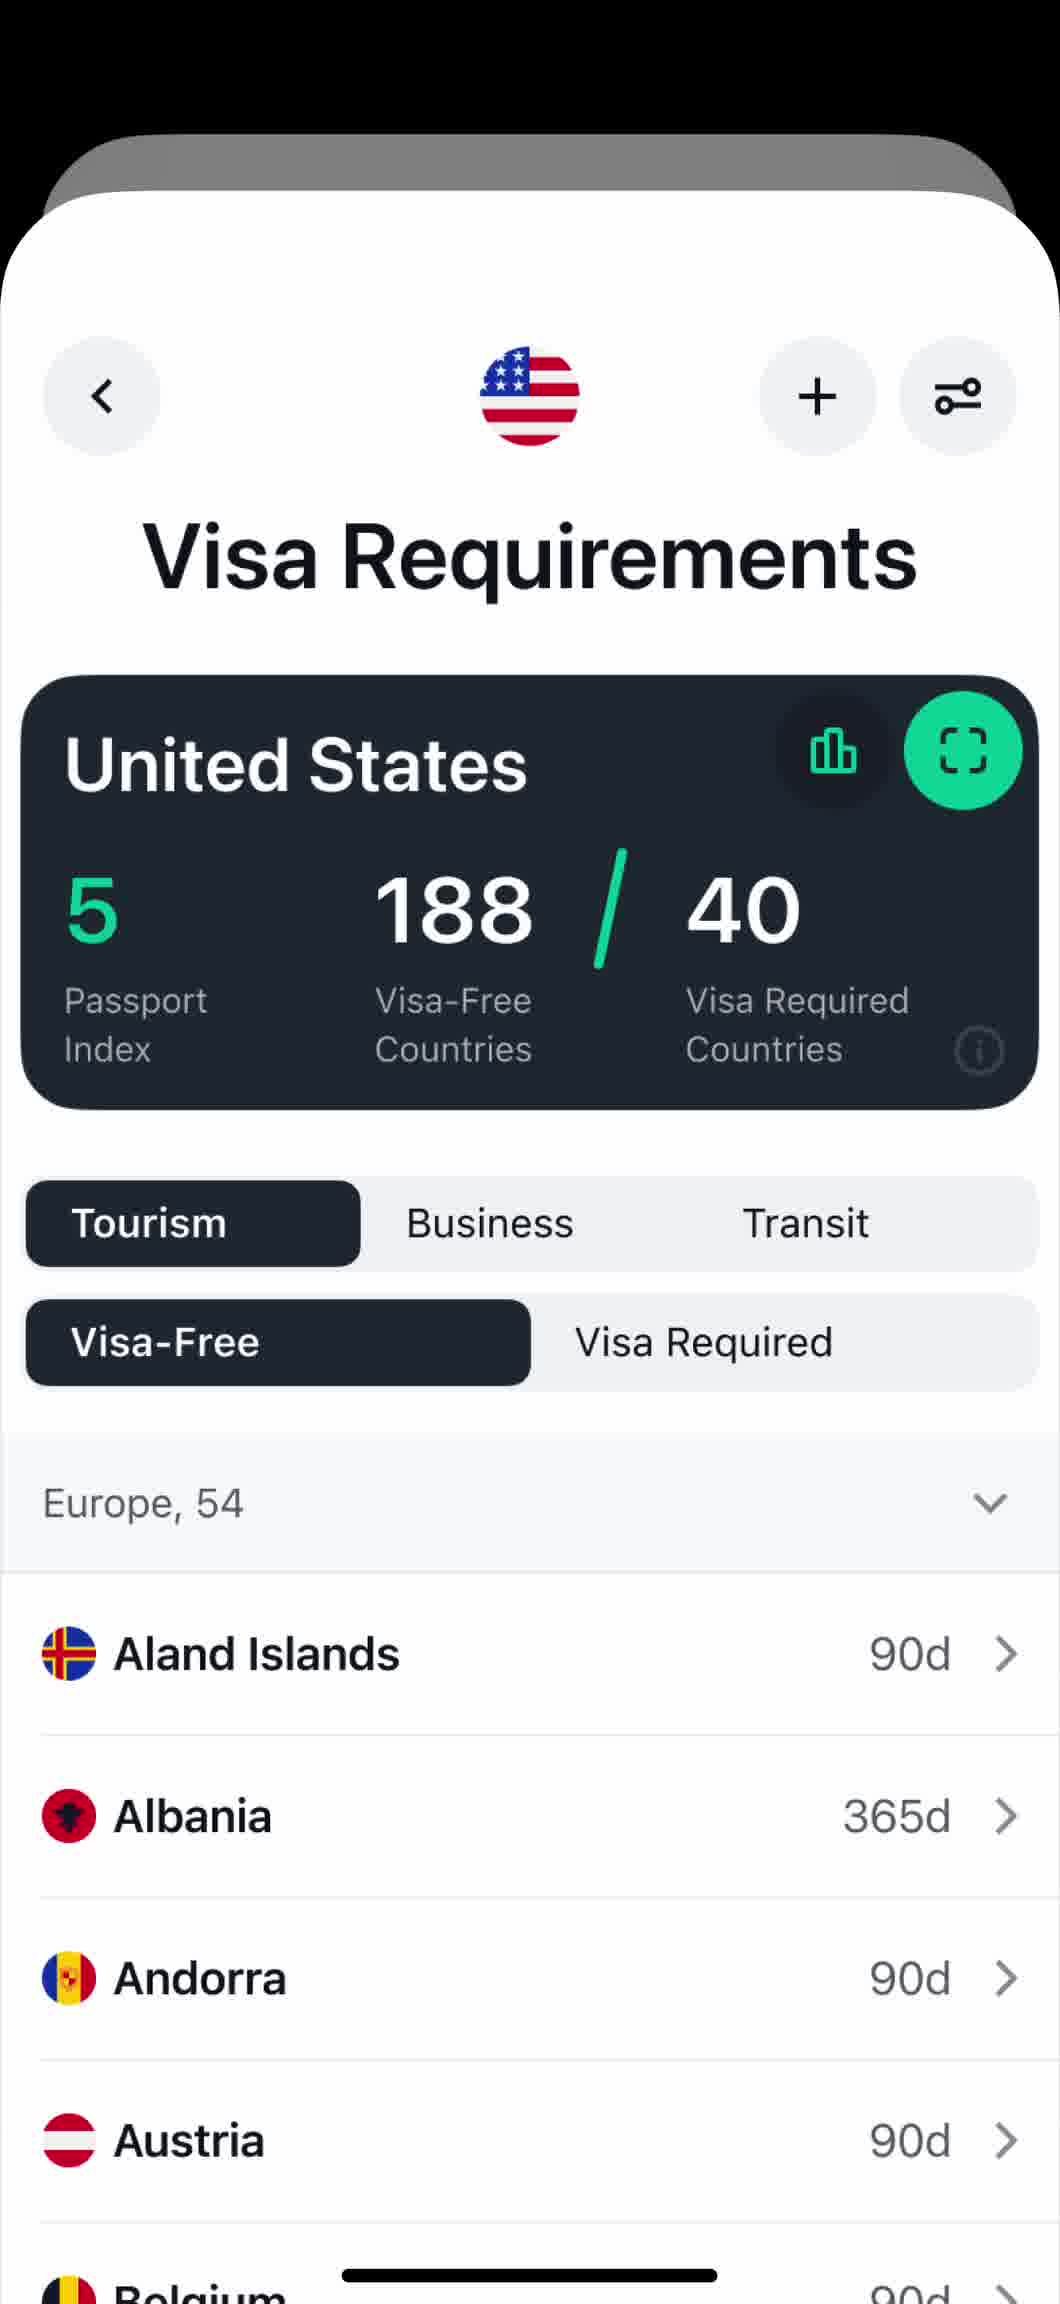 Visa Requirements
United States
5
188
40
Passport
Index
Visa-Free
Countries
Visa Required
Countries
Tourism
Business
Transit
Visa-Free
Visa Required
Europe, 54
Aland Islands
90d
Albania
365d
Andorra
90d
Austria
90d
Belgium
90d